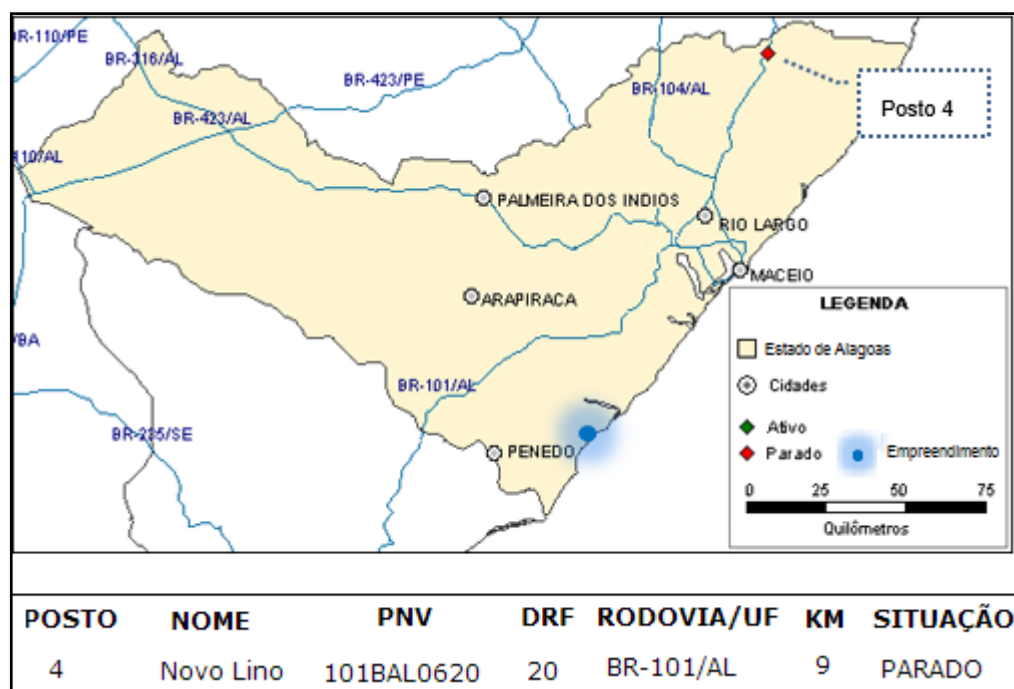 BR-110/PE
BR-316/AL
BR-423/PE
BR-104/AL
Posto 4
BR-423/AL
110/AL
PALMEIRA DOS INDIOS
RIO LARGO
MACEIO
ARAPIRACA
LEGENDA
Estado de Alagoas
/BA
Cidades
BR-101/AL
Ativo
BR-235/SE
PENEDO
Parado
Empreendimento
0 25 50 75
Quilômetros
POSTO NOME PNV DRF RODOVIA/UF KM SITUAÇÃO
4 Novo Lino 101BAL0620 20 BR-101/AL 9 PARADO